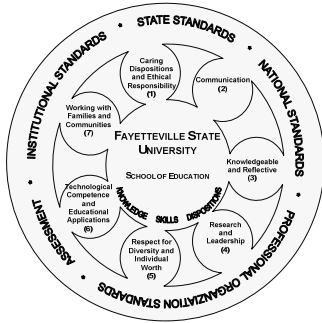 STATE STANDARDS
NATIONAL STANDARDS
PROFESSIONAL ORGANIZATION STANDARDS
ASSESSMENT
INSTITUTIONAL STANDARDS
Caring
Dispositions
and Ethical
Responsibility
(1)
Communication
(2)
Knowledgeable
and Reflective
(3)
Research
and
Leadership
(4)
Respect for
Diversity and
Individual
Worth
(5)
Technological
Competence
and
Educational
Applications
(6)
Working with
Families and
Communities
(7)
FAYETTEVILLE STATE
UNIVERSITY
SCHOOL OF EDUCATION
KNOWLEDGE SKILLS DISPOSITIONS